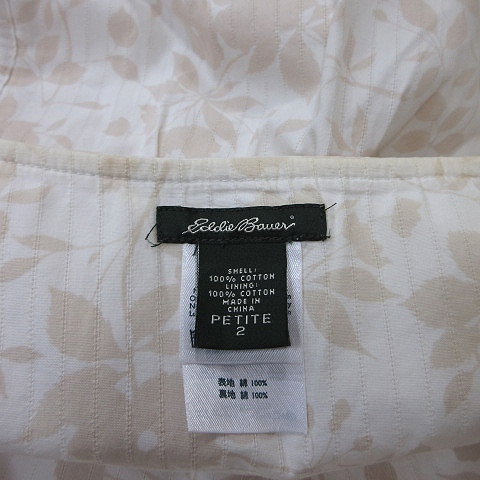 Eddie Bauer®
SHELL:
100% COTTON
LINING:
100% COTTON
MADE IN
CHINA
PETITE
2
表地 綿 100%
裏地 綿 100%